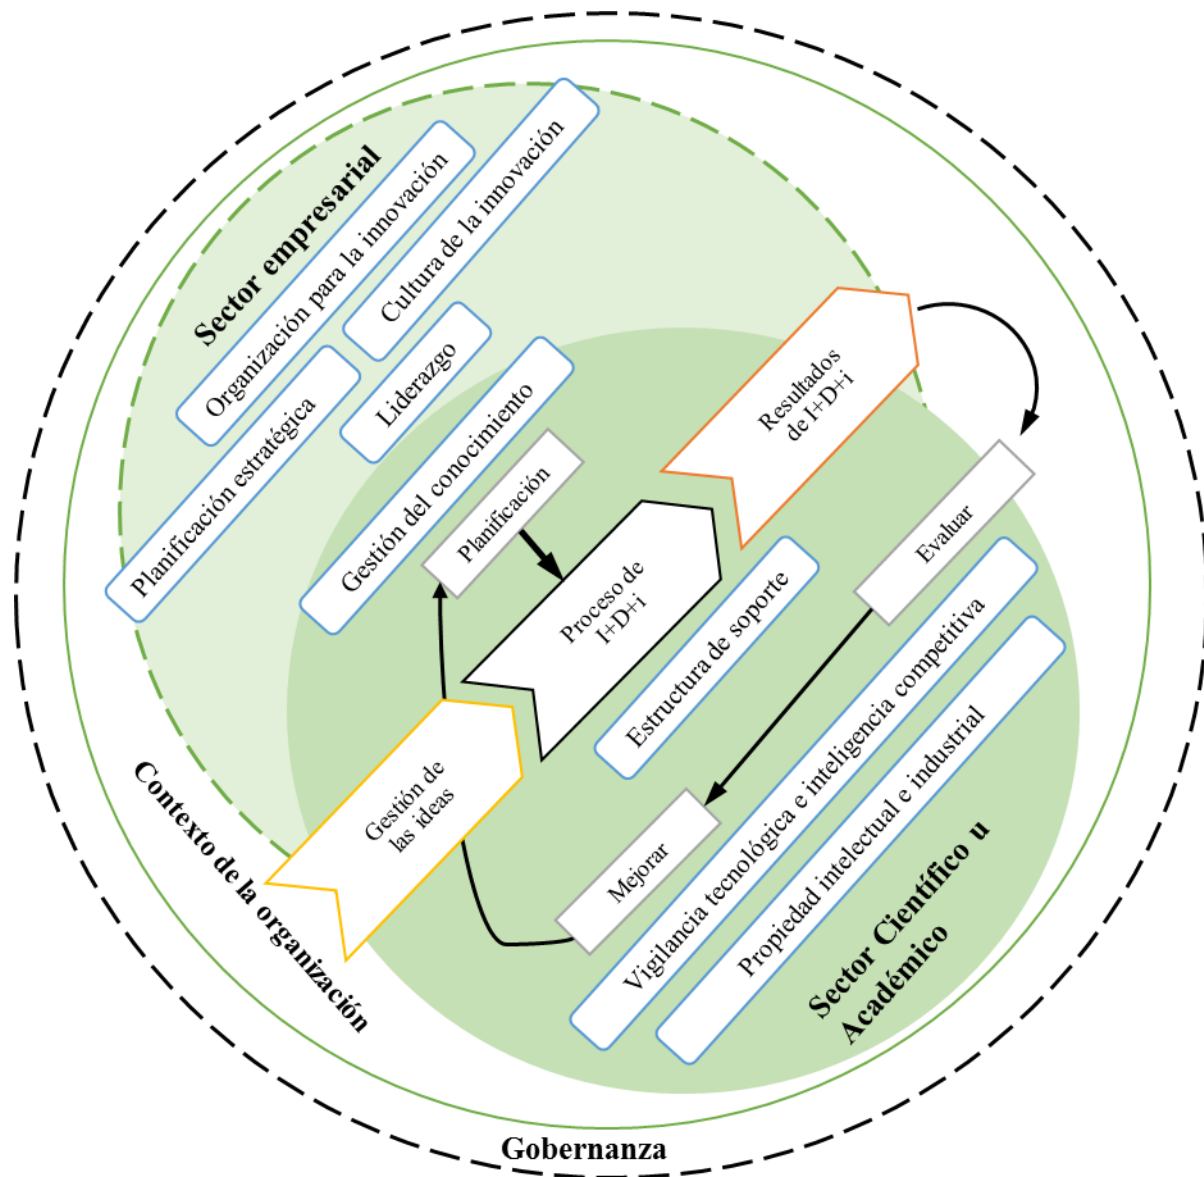 Sector empresarial
Organización para la innovación
Cultura de la innovación
Planificación estratégica
Liderazgo
Gestión del conocimiento
Planificación
Proceso de
I+D+i
Resultados
de I+D+i
Evaluar
Estructura de soporte
Gestión de
las ideas
Mejorar
Vigilancia tecnológica e inteligencia competitiva
Propiedad intelectual e industrial
Sector Científico u
Académico
Contexto de la organización
Gobernanza